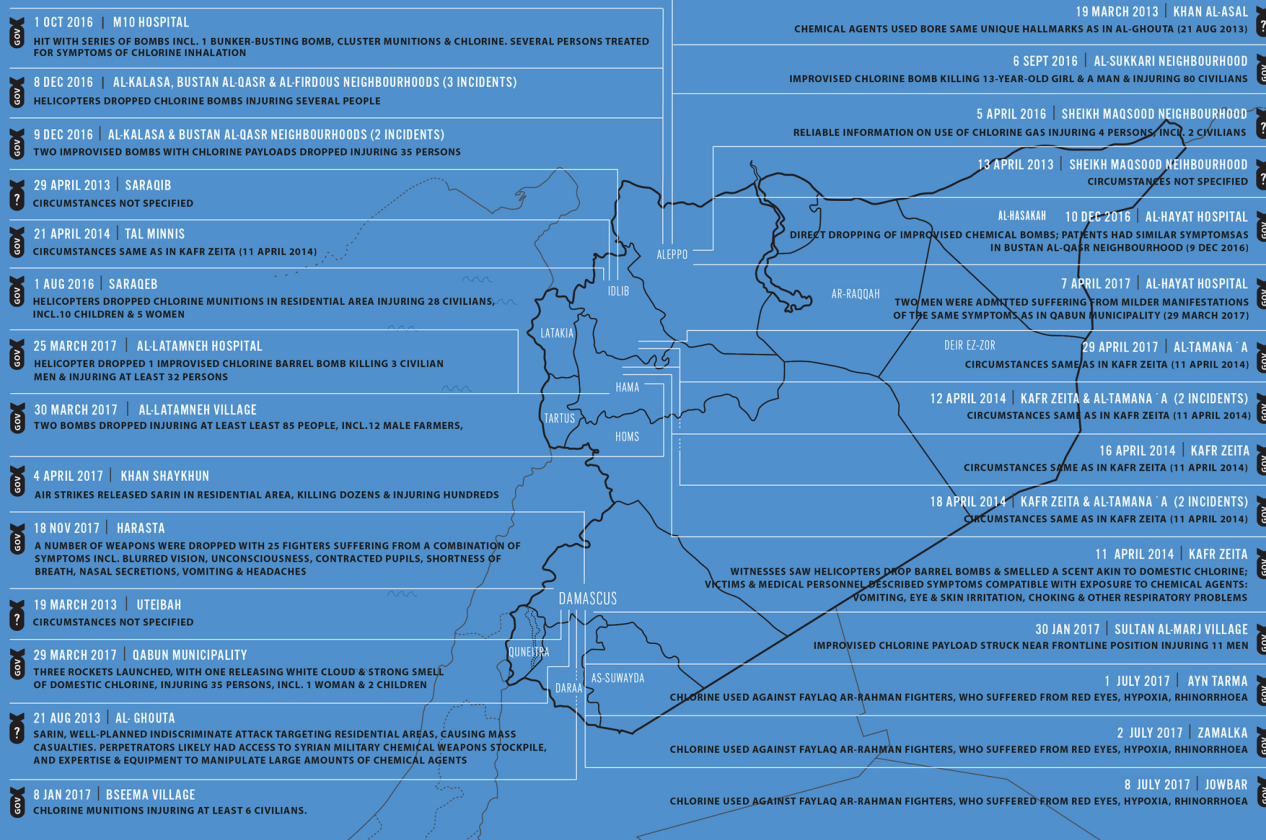 GOV
1 OCT 2016 | M10 HOSPITAL
HIT WITH SERIES OF BOMBS INCL. 1 BUNKER-BUSTING BOMB, CLUSTER MUNITIONS & CHLORINE. SEVERAL PERSONS TREATED
FOR SYMPTOMS OF CHLORINE INHALATION
GOV
8 DEC 2016 | AL-KALASA, BUSTAN AL-QASR & AL-FIRDOUS NEIGHBOURHOODS (3 INCIDENTS)
HELICOPTERS DROPPED CHLORINE BOMBS INJURING SEVERAL PEOPLE
GOV
9 DEC 2016 | AL-KALASA & BUSTAN AL-QASR NEIGHBOURHOODS (2 INCIDENTS)
TWO IMPROVISED BOMBS WITH CHLORINE PAYLOADS DROPPED INJURING 35 PERSONS
?
29 APRIL 2013 | SARAQIB
CIRCUMSTANCES NOT SPECIFIED
GOV
21 APRIL 2014 | TAL MINNIS
CIRCUMSTANCES SAME AS IN KAFR ZEITA (11 APRIL 2014)
GOV
1 AUG 2016 | SARAQEB
HELICOPTERS DROPPED CHLORINE MUNITIONS IN RESIDENTIAL AREA INJURING 28 CIVILIANS,
INCL.10 CHILDREN & 5 WOMEN
GOV
25 MARCH 2017 | AL-LATAMNEH HOSPITAL
HELICOPTER DROPPED 1 IMPROVISED CHLORINE BARREL BOMB KILLING 3 CIVILIAN
MEN & INJURING AT LEAST 32 PERSONS
GOV
30 MARCH 2017 | AL-LATAMNEH VILLAGE
TWO BOMBS DROPPED INJURING AT LEAST LEAST 85 PEOPLE, INCL.12 MALE FARMERS,
GOV
4 APRIL 2017 | KHAN SHAYKHUN
AIR STRIKES RELEASED SARIN IN RESIDENTIAL AREA, KILLING DOZENS & INJURING HUNDREDS
GOV
18 NOV 2017 | HARASTA
A NUMBER OF WEAPONS WERE DROPPED WITH 25 FIGHTERS SUFFERING FROM A COMBINATION OF
SYMPTOMS INCL. BLURRED VISION, UNCONSCIOUSNESS, CONTRACTED PUPILS, SHORTNESS OF
BREATH, NASAL SECRETIONS, VOMITING & HEADACHES
?
19 MARCH 2013 | UTEIBAH
CIRCUMSTANCES NOT SPECIFIED
GOV
29 MARCH 2017 | QABUN MUNICIPALITY
THREE ROCKETS LAUNCHED, WITH ONE RELEASING WHITE CLOUD & STRONG SMELL
OF DOMESTIC CHLORINE, INJURING 35 PERSONS, INCL. 1 WOMAN & 2 CHILDREN
?
21 AUG 2013 | AL- GHOUTA
SARIN, WELL-PLANNED INDISCRIMINATE ATTACK TARGETING RESIDENTIAL AREAS, CAUSING MASS
CASUALTIES. PERPETRATORS LIKELY HAD ACCESS TO SYRIAN MILITARY CHEMICAL WEAPONS STOCKPILE,
AND EXPERTISE & EQUIPMENT TO MANIPULATE LARGE AMOUNTS OF CHEMICAL AGENTS
GOV
8 JAN 2017 | BSEEMA VILLAGE
CHLORINE MUNITIONS INJURING AT LEAST 6 CIVILIANS.
ALEPPO
IDLIB
LATAKIA
HAMA
TARTUS
HOMS
AR-RAQQAH
DEIR EZ-ZOR
AL-HASAKAH
DAMASCUS
QUNEITRA
DARAA
AS-SUWAYDA
19 MARCH 2013 | KHAN AL-ASAL
?
CHEMICAL AGENTS USED BORE SAME UNIQUE HALLMARKS AS IN AL-GHOUTA (21 AUG 2013)
6 SEPT 2016 | AL-SUKKARI NEIGHBOURHOOD
GOV
IMPROVISED CHLORINE BOMB KILLING 13-YEAR-OLD GIRL & A MAN & INJURING 80 CIVILIANS
5 APRIL 2016 | SHEIKH MAQSOOD NEIGHBOURHOOD
?
RELIABLE INFORMATION ON USE OF CHLORINE GAS INJURING 4 PERSONS, INCL. 2 CIVILIANS
13 APRIL 2013 | SHEIKH MAQSOOD NEIHBOURHOOD
?
CIRCUMSTANCES NOT SPECIFIED
10 DEC 2016 | AL-HAYAT HOSPITAL
GOV
DIRECT DROPPING OF IMPROVISED CHEMICAL BOMBS; PATIENTS HAD SIMILAR SYMPTOMSAS
IN BUSTAN AL-QASR NEIGHBOURHOOD (9 DEC 2016)
7 APRIL 2017 | AL-HAYAT HOSPITAL
GOV
TWO MEN WERE ADMITTED SUFFERING FROM MILDER MANIFESTATIONS
OF THE SAME SYMPTOMS AS IN QABUN MUNICIPALITY (29 MARCH 2017)
29 APRIL 2017 | AL-TAMANA´A
GOV
CIRCUMSTANCES SAME AS IN KAFR ZEITA (11 APRIL 2014)
12 APRIL 2014 | KAFR ZEITA & AL-TAMANA´A (2 INCIDENTS)
GOV
CIRCUMSTANCES SAME AS IN KAFR ZEITA (11 APRIL 2014)
16 APRIL 2014 | KAFR ZEITA
GOV
CIRCUMSTANCES SAME AS IN KAFR ZEITA (11 APRIL 2014)
18 APRIL 2014 | KAFR ZEITA & AL-TAMANA´A (2 INCIDENTS)
GOV
CIRCUMSTANCES SAME AS IN KAFR ZEITA (11 APRIL 2014)
11 APRIL 2014 | KAFR ZEITA
GOV
WITNESSES SAW HELICOPTERS DROP BARREL BOMBS & SMELLED A SCENT AKIN TO DOMESTIC CHLORINE;
VICTIMS & MEDICAL PERSONNEL DESCRIBED SYMPTOMS COMPATIBLE WITH EXPOSURE TO CHEMICAL AGENTS:
VOMITING, EYE & SKIN IRRITATION, CHOKING & OTHER RESPIRATORY PROBLEMS
30 JAN 2017 | SULTAN AL-MARJ VILLAGE
GOV
IMPROVISED CHLORINE PAYLOAD STRUCK NEAR FRONTLINE POSITION INJURING 11 MEN
1 JULY 2017 | AYN TARMA
GOV
CHLORINE USED AGAINST FAYLAQ AR-RAHMAN FIGHTERS, WHO SUFFERED FROM RED EYES, HYPOXIA, RHINORRHOEA
2 JULY 2017 | ZAMALKA
GOV
CHLORINE USED AGAINST FAYLAQ AR-RAHMAN FIGHTERS, WHO SUFFERED FROM RED EYES, HYPOXIA, RHINORRHOEA
8 JULY 2017 | JOWBAR
GOV
CHLORINE USED AGAINST FAYLAQ AR-RAHMAN FIGHTERS, WHO SUFFERED FROM RED EYES, HYPOXIA, RHINORRHOEA